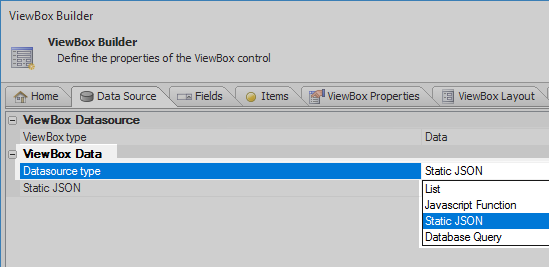 ViewBox Builder
ViewBox Builder
Define the properties of the ViewBox control
Home Data Source Fields Items ViewBox Properties ViewBox Layout
ViewBox Datasource
ViewBox type Data
ViewBox Data
Datasource type Static JSON
Static JSON
List
Javascript Function
Static JSON
Database Query